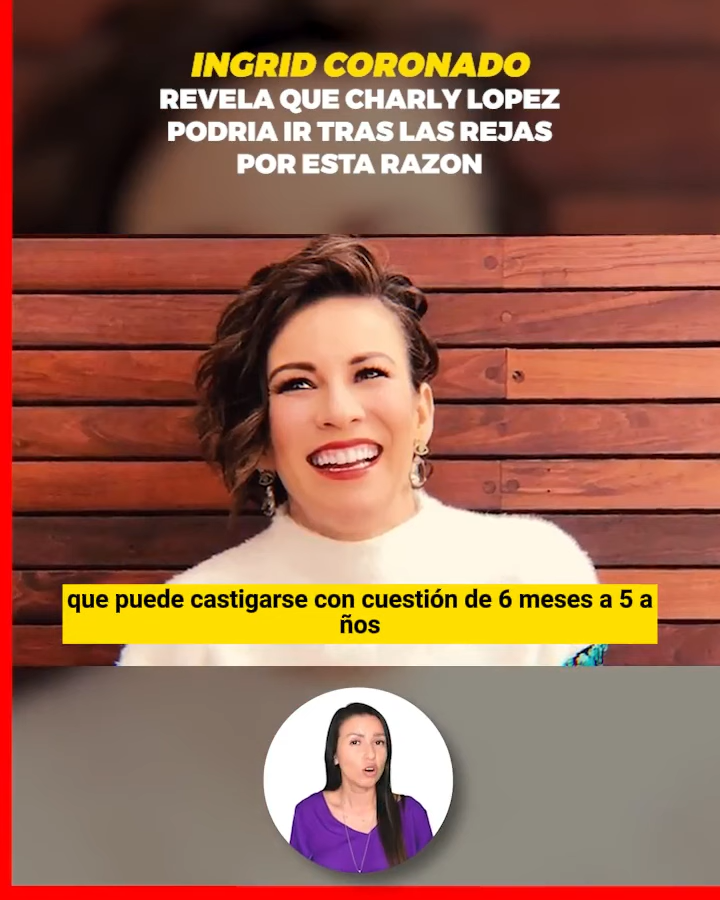 INGRID CORONADO
REVELA QUE CHARLY LOPEZ
PODRIA IR TRAS LAS REJAS
POR ESTA RAZON
que puede castigarse con cuestión de 6 meses a 5 a
ños